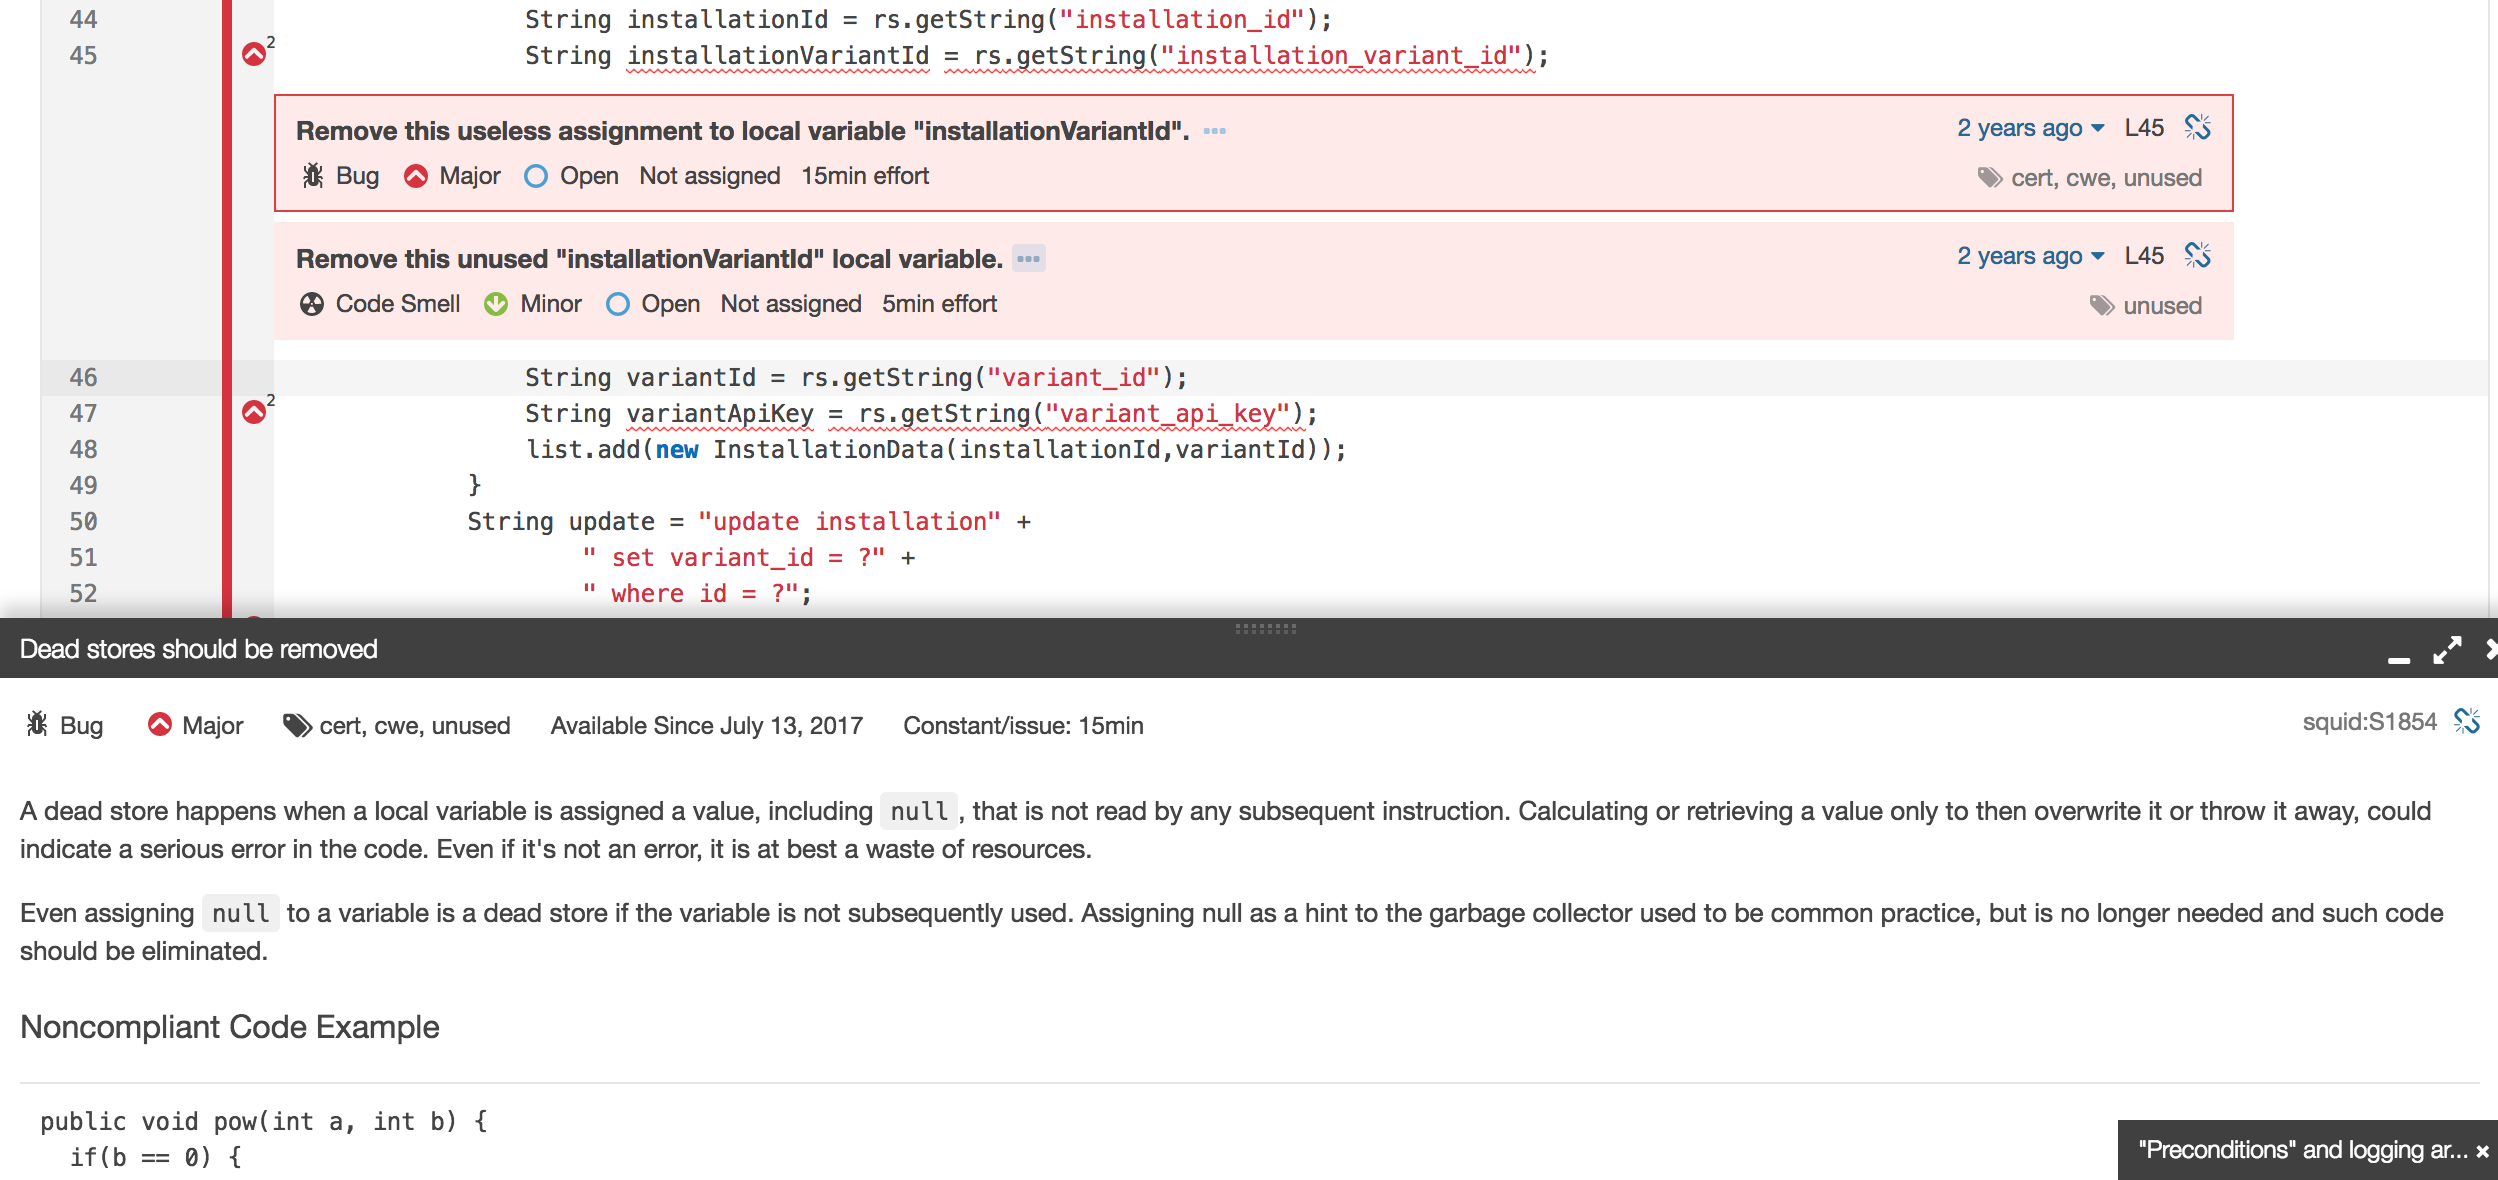 44 String installationId = rs.getString("installation_id");
45 2 String installationVariantId = rs.getString("installation_variant_id");
Remove this useless assignment to local variable "installationVariantId". ••• 2 years ago L45
Bug Major Open Not assigned 15min effort cert, cwe, unused
Remove this unused "installationVariantId" local variable. ••• 2 years ago L45
Code Smell Minor Open Not assigned 5min effort unused
46 String variantId = rs.getString("variant_id");
47 2 String variantApiKey = rs.getString("variant_api_key");
48 list.add(new InstallationData(installationId,variantId));
49 }
50 String update = "update installation" +
51 " set variant_id = ?" +
52 " where id = ?";
Dead stores should be removed
Bug Major cert, cwe, unused Available Since July 13, 2017 Constant/issue: 15min squid:S1854
A dead store happens when a local variable is assigned a value, including null, that is not read by any subsequent instruction. Calculating or retrieving a value only to then overwrite it or throw it away, could
indicate a serious error in the code. Even if it's not an error, it is at best a waste of resources.
Even assigning null to a variable is a dead store if the variable is not subsequently used. Assigning null as a hint to the garbage collector used to be common practice, but is no longer needed and such code
should be eliminated.
Noncompliant Code Example
public void pow(int a, int b) {
if(b == 0) {
"Preconditions" and logging ar... ×